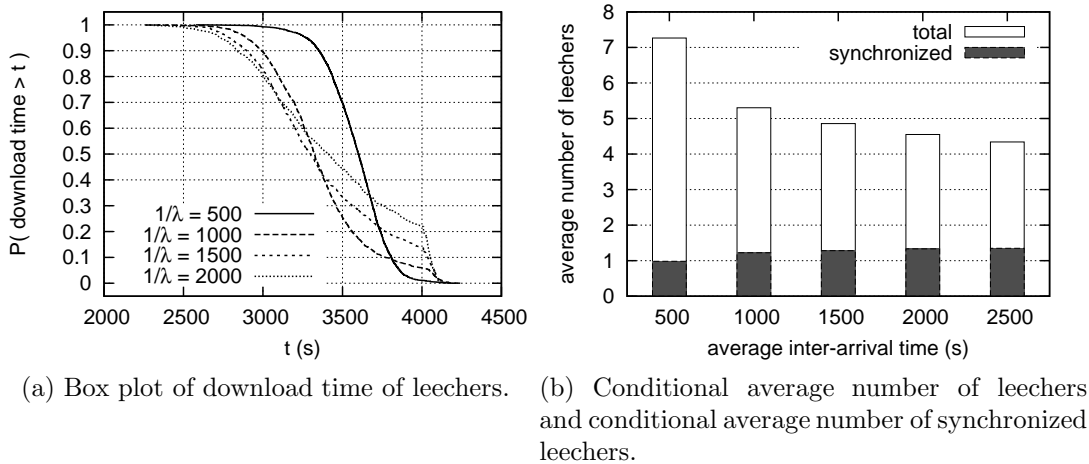 P( download time > t )
1
0.9
0.8
0.7
0.6
0.5
0.4
0.3
0.2
0.1
0
1/λ = 500
1/λ = 1000
1/λ = 1500
1/λ = 2000
2000 2500 3000 3500 4000 4500
t (s)
average number of leechers
8
7
6
5
4
3
2
1
0
total
synchronized
500 1000 1500 2000 2500
average inter-arrival time (s)
(a) Box plot of download time of leechers.
(b) Conditional average number of leechers
and conditional average number of synchronized
leechers.